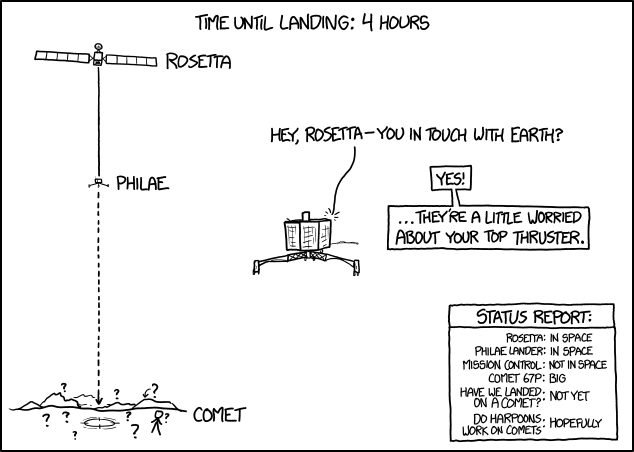 TIME UNTIL LANDING: 4 HOURS
ROSETTA
HEY, ROSETTA—YOU IN TOUCH WITH EARTH?
PHILAE
YES!
...THEY'RE A LITTLE WORRIED
ABOUT YOUR TOP THRUSTER.
STATUS REPORT:
ROSETTA: IN SPACE
PHILAE LANDER: IN SPACE
MISSION CONTROL: NOT IN SPACE
COMET 67P: BIG
HAVE WE LANDED
ON A COMET?: NOT YET
DO HARPOONS
WORK ON COMETS: HOPEFULLY
? ? ?
COMET
? ? ? ? ? ?